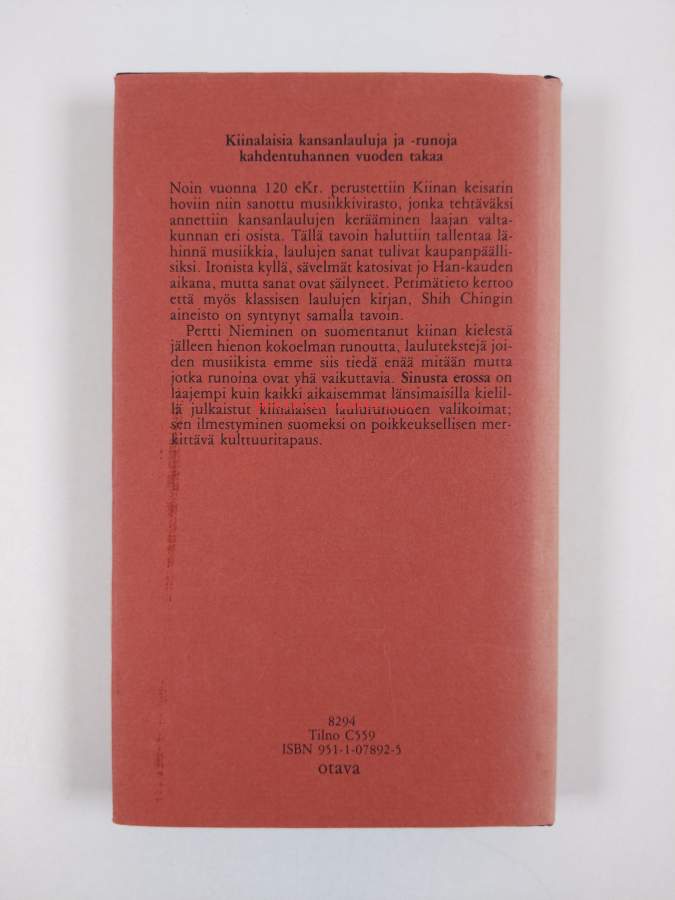 Kiinalaisia kansanlauluja ja -runoja
kahdentuhannen vuoden takaa
Noin vuonna 120 eKr. perustettiin Kiinan keisarin
hoviin niin sanottu musiikkivirasto, jonka tehtäväksi
annettiin kansanlaulujen kerääminen laajan valta-
kunnan eri osista. Tällä tavoin haluttiin tallentaa lä-
hinnä musiikkia, laulujen sanat tulivat kaupanpäälli-
siksi. Ironista kyllä, sävelmät katosivat jo Han-kauden
aikana, mutta sanat ovat säilyneet. Perimätieto kertoo
että myös klassisen laulujen kirjan, Shih Chingin
aineisto on syntynyt samalla tavoin.
Pertti Nieminen on suomentanut kiinan kielestä
jälleen hienon kokoelman runoutta, laulutekstejä joi-
den musiikista emme siis tiedä enää mitään mutta
jotka runoina ovat yhä vaikuttavia. Sinusta erossa on
laajempi kuin kaikki aikaisemmat länsimaisilla kielil-
lä julkaistut kiinalaisen laulurunouden valikoimat;
sen ilmestyminen suomeksi on poikkeuksellisen mer-
kittävä kulttuuritapaus.
8294
Tilno C559
ISBN 951-1-07892-5
otava